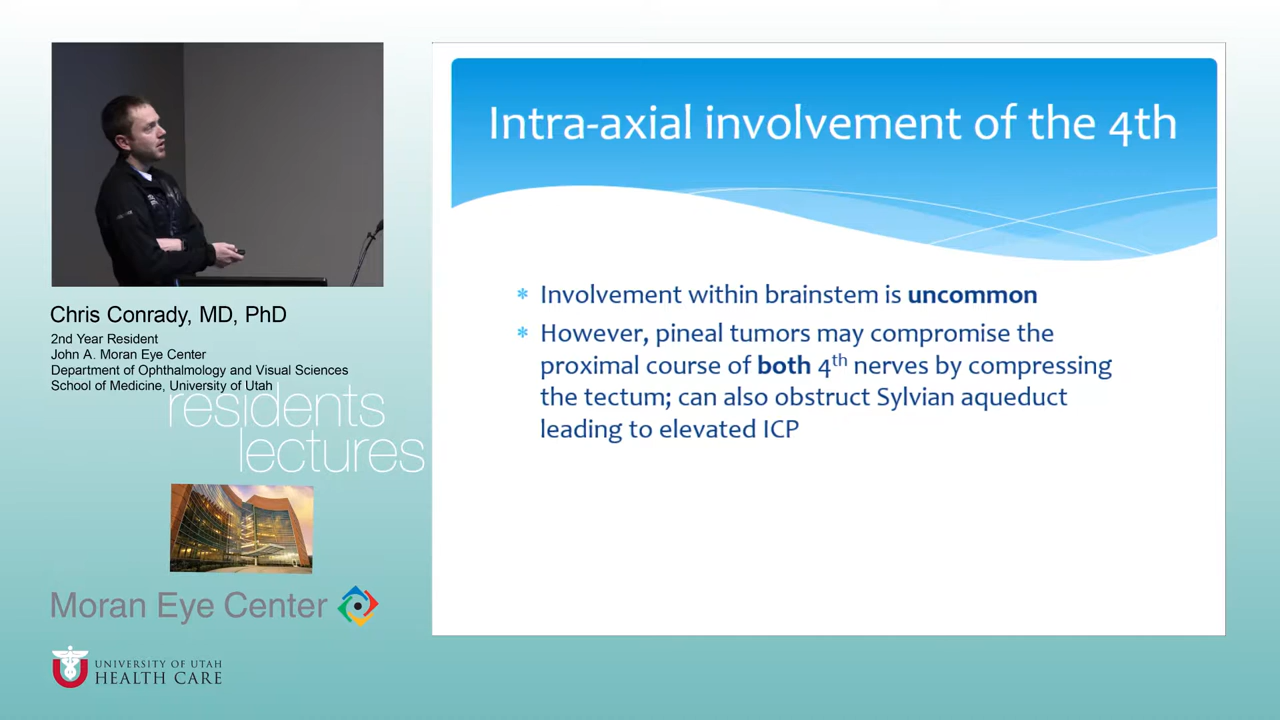 Intra-axial involvement of the 4th
* Involvement within brainstem is uncommon
* However, pineal tumors may compromise the
proximal course of both 4th nerves by compressing
the tectum; can also obstruct Sylvian aqueduct
leading to elevated ICP
Chris Conrady, MD, PhD
2nd Year Resident
John A. Moran Eye Center
Department of Ophthalmology and Visual Sciences
School of Medicine, University of Utah
residents
lectures
Moran Eye Center
UNIVERSITY OF UTAH
HEALTH CARE